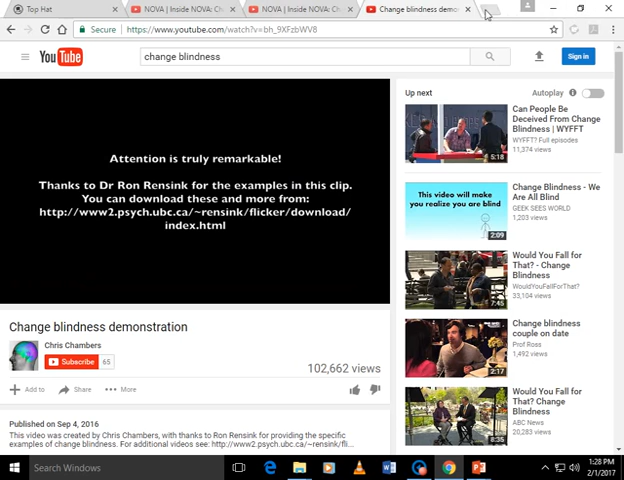 Top Hat
NOVA | Inside NOVA: Ch
NOVA | Inside NOVA: Ch
Change blindness demo
Secure
https://www.youtube.com/watch?v=bh_9XFzbWV8
YouTube
change blindness
Sign in
Attention is truly remarkable!
Thanks to Dr Ron Rensink for the examples in this clip.
You can download these and more from:
http://www2.psych.ubc.ca/~rensink/flicker/download/
index.html
Change blindness demonstration
Chris Chambers
Subscribe 65
102,662 views
Add to
Share
More
Published on Sep 4, 2016
This video was created by Chris Chambers, with thanks to Ron Rensink for providing the specific
examples of change blindness. For additional videos see: http://www2.psych.ubc.ca/~rensink/fli...
Up next
Autoplay
Can People Be
Deceived From Change
Blindness | WYFFT
WYFFT? Full episodes
11,374 views
5:18
This video will make
you realize you are blind
2:09
Change Blindness - We
Are All Blind
GEEK SEES WORLD
1,203 views
Would You Fall for
That? - Change
Blindness
WouldYouFallForThat?
33,104 views
7:45
Change blindness
couple on date
Prof Ross
1,492 views
2:17
Would You Fall for
That? Change
Blindness
ABC News
20,283 views
8:35
Search Windows
1:28 PM
2/1/2017